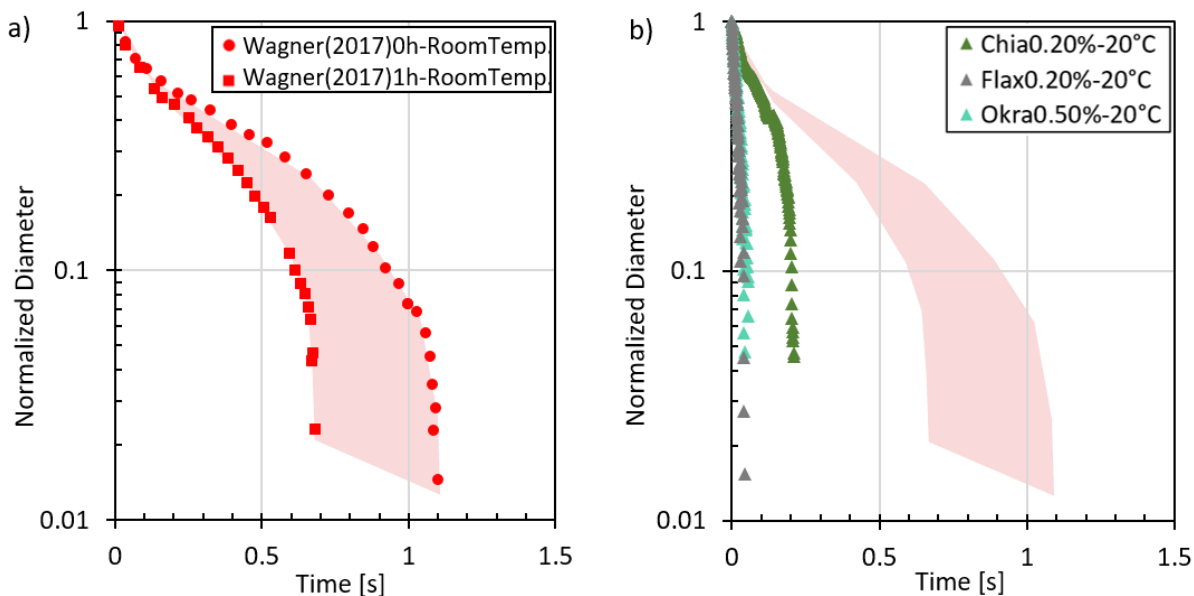 a)
1
0.1
0.01
0
0.5
1
1.5
Normalized Diameter
Time [s]
Wagner(2017)0h-RoomTemp.
Wagner(2017)1h-RoomTemp.
b)
1
0.1
0.01
0
0.5
1
1.5
Normalized Diameter
Time [s]
Chia0.20%-20°C
Flax0.20%-20°C
Okra0.50%-20°C